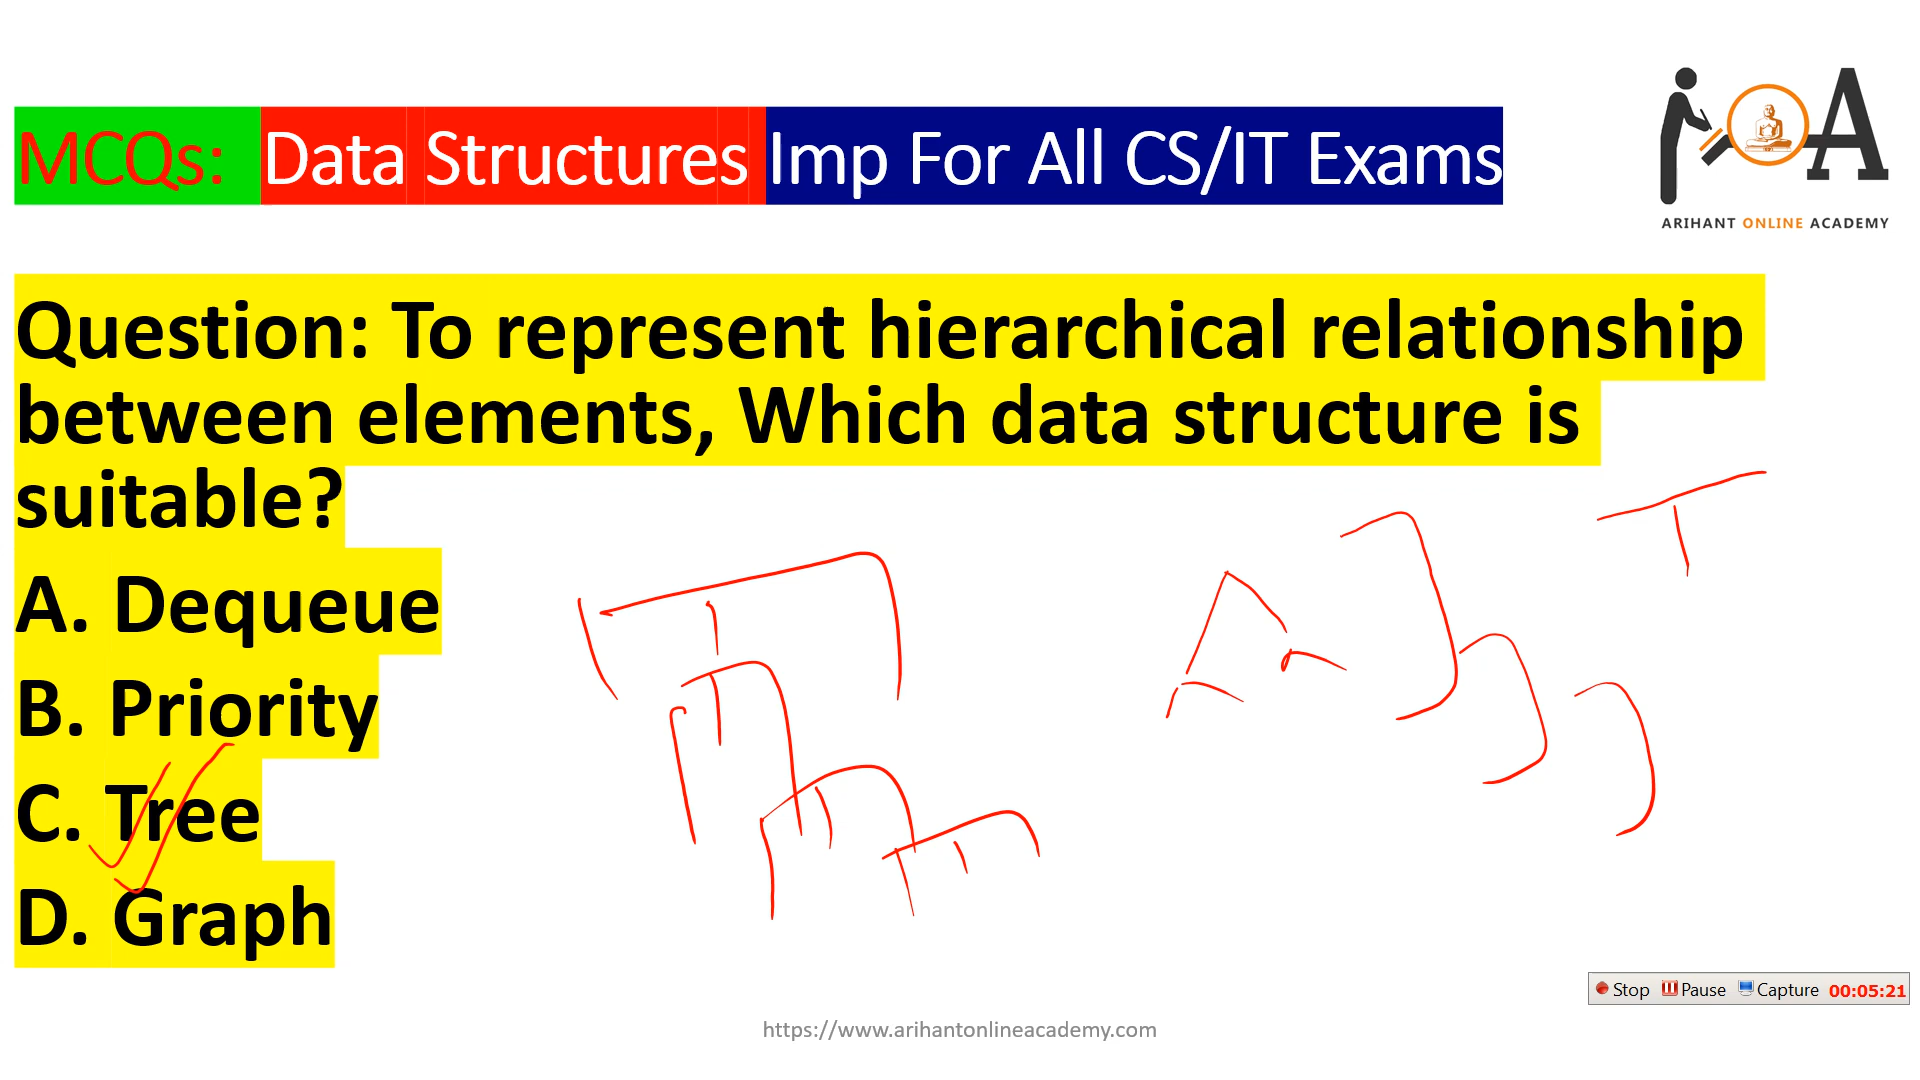 MCQs: Data Structures Imp For All CS/IT Exams
A
ARIHANT ONLINE ACADEMY
Question: To represent hierarchical relationship
between elements, Which data structure is
suitable?
A. Dequeue
B. Priority
C. Tree
D. Graph
Stop Pause Capture 00:05:21
https://www.arihantonlineacademy.com